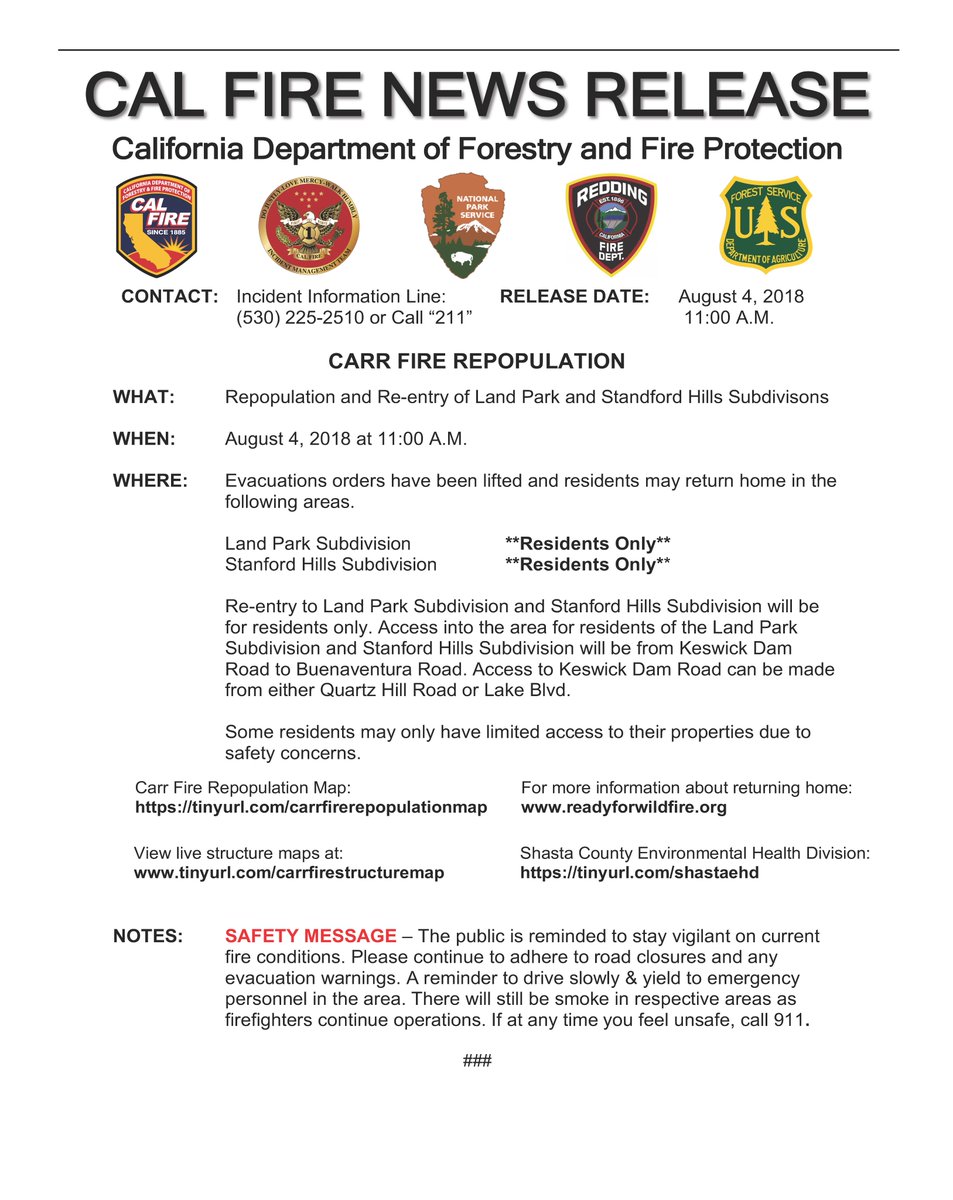 CAL FIRE NEWS RELEASE
California Department of Forestry and Fire Protection
CALIFORNIA DEPARTMENT OF
FORESTRY & FIRE PROTECTION
CAL
FIRE
SINCE 1885
DO JUSTLY·LOVE MERCY·WALK HUMBLY
1
CAL FIRE
INCIDENT MANAGEMENT TEAM
NATIONAL
PARK
SERVICE
REDDING
EST. 1886
CALIFORNIA
FIRE
DEPT.
FOREST SERVICE
U S
DEPARTMENT OF AGRICULTURE
CONTACT: Incident Information Line: RELEASE DATE: August 4, 2018
(530) 225-2510 or Call “211” 11:00 A.M.
CARR FIRE REPOPULATION
WHAT: Repopulation and Re-entry of Land Park and Standford Hills Subdivisons
WHEN: August 4, 2018 at 11:00 A.M.
WHERE: Evacuations orders have been lifted and residents may return home in the
following areas.
Land Park Subdivision **Residents Only**
Stanford Hills Subdivision **Residents Only**
Re-entry to Land Park Subdivision and Stanford Hills Subdivision will be
for residents only. Access into the area for residents of the Land Park
Subdivision and Stanford Hills Subdivision will be from Keswick Dam
Road to Buenaventura Road. Access to Keswick Dam Road can be made
from either Quartz Hill Road or Lake Blvd.
Some residents may only have limited access to their properties due to
safety concerns.
Carr Fire Repopulation Map: For more information about returning home:
https://tinyurl.com/carrfirerepopulationmap www.readyforwildfire.org
View live structure maps at: Shasta County Environmental Health Division:
www.tinyurl.com/carrfirestructuremap https://tinyurl.com/shastaehd
NOTES: SAFETY MESSAGE – The public is reminded to stay vigilant on current
fire conditions. Please continue to adhere to road closures and any
evacuation warnings. A reminder to drive slowly & yield to emergency
personnel in the area. There will still be smoke in respective areas as
firefighters continue operations. If at any time you feel unsafe, call 911.
###